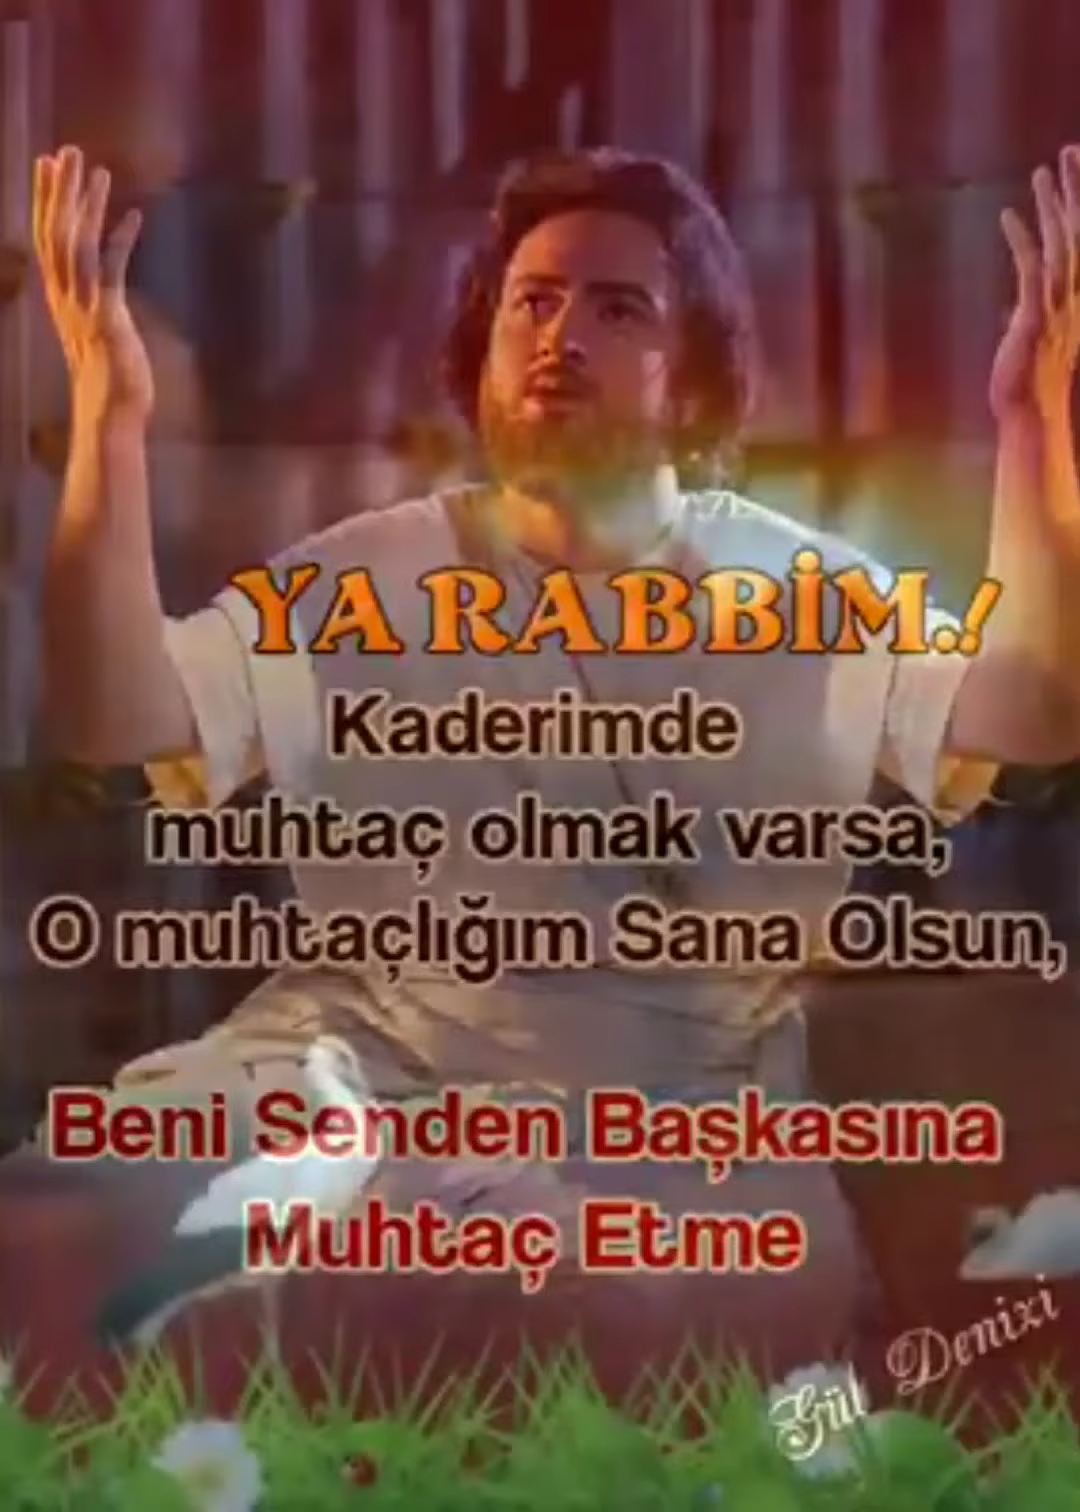 YA RABBİM.!
Kaderimde
muhtaç olmak varsa,
O muhtaçlığım Sana Olsun,
Beni Senden Başkasına
Muhtaç Etme
Gül Denizi